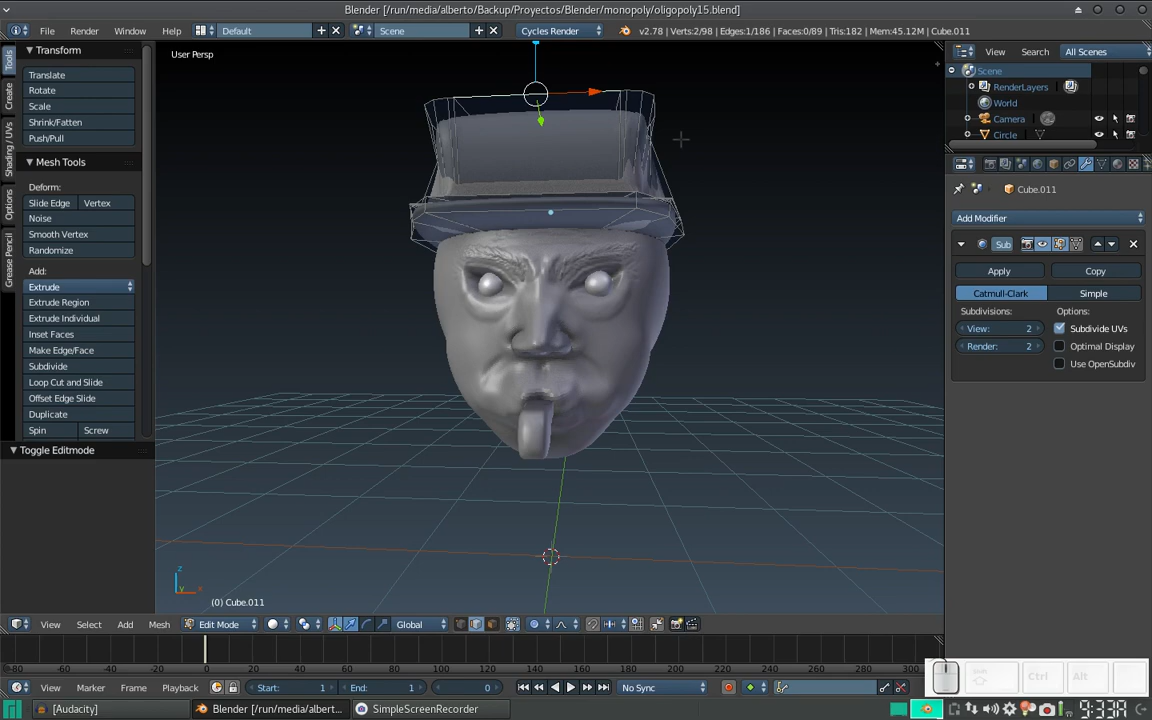 Blender [/run/media/alberto/Backup/Proyectos/Blender/monopoly/oligopoly15.blend]
File Render Window Help Default Scene Cycles Render v2.78 | Verts:2/98 | Edges:1/186 | Faces:0/89 | Tris:182 | Mem:45.12M | Cube.011
Tools
Create
Shading / UVs
Options
Grease Pencil
Transform
Translate
Rotate
Scale
Shrink/Fatten
Push/Pull
Mesh Tools
Deform:
Slide Edge Vertex
Noise
Smooth Vertex
Randomize
Add:
Extrude
Extrude Region
Extrude Individual
Inset Faces
Make Edge/Face
Subdivide
Loop Cut and Slide
Offset Edge Slide
Duplicate
Spin Screw
Toggle Editmode
User Persp
z
y
x
(0) Cube.011
View Search All Scenes
Scene
RenderLayers
World
Camera
Circle
Cube.011
Add Modifier
Sub
Apply Copy
Catmull-Clark Simple
Subdivisions: Options:
View: 2 Subdivide UVs
Render: 2 Optimal Display
Use OpenSubdiv
View Select Add Mesh Edit Mode Global
-80 -60 -40 -20 0 20 40 60 80 100 120 140 160 180 200 220 240 260 280 300
View Marker Frame Playback Start: 1 End: 1 0 No Sync
Ctrl Alt
[Audacity] Blender [/run/media/albert... SimpleScreenRecorder 9:33A